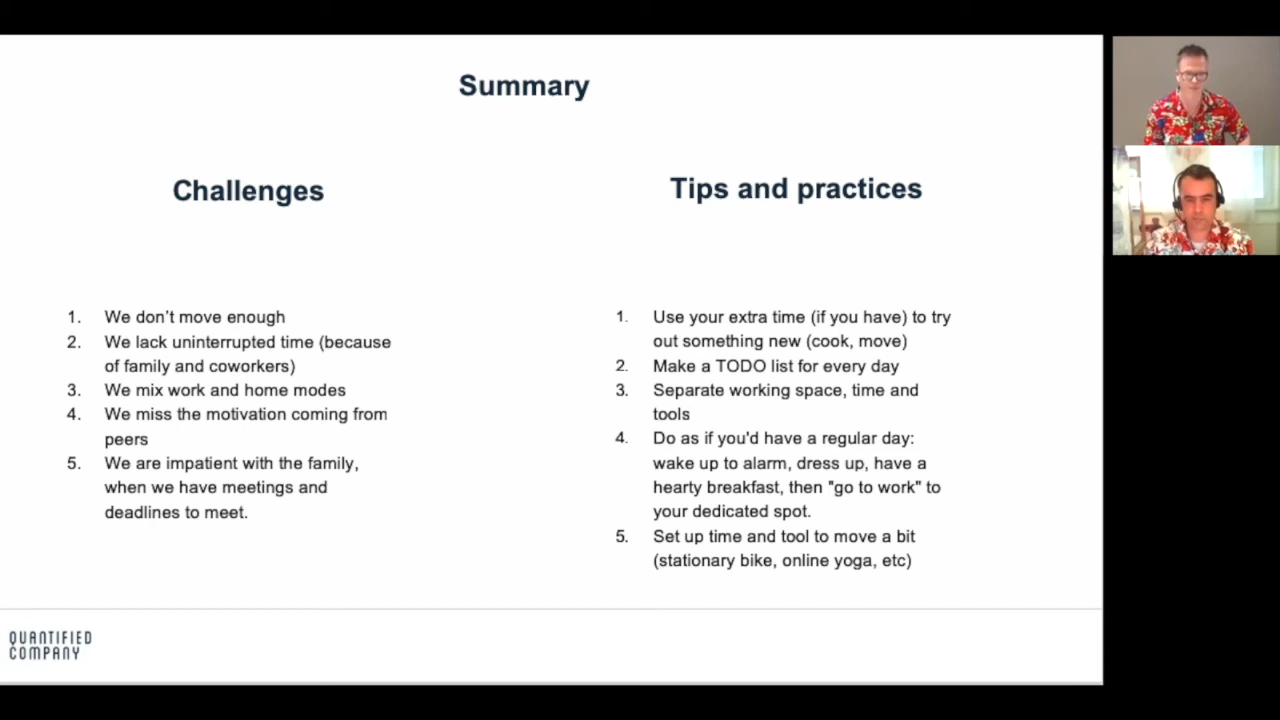 Summary
Challenges
1. We don’t move enough
2. We lack uninterrupted time (because
of family and coworkers)
3. We mix work and home modes
4. We miss the motivation coming from
peers
5. We are impatient with the family,
when we have meetings and
deadlines to meet.
Tips and practices
1. Use your extra time (if you have) to try
out something new (cook, move)
2. Make a TODO list for every day
3. Separate working space, time and
tools
4. Do as if you'd have a regular day:
wake up to alarm, dress up, have a
hearty breakfast, then "go to work" to
your dedicated spot.
5. Set up time and tool to move a bit
(stationary bike, online yoga, etc)
QUANTIFIED
COMPANY